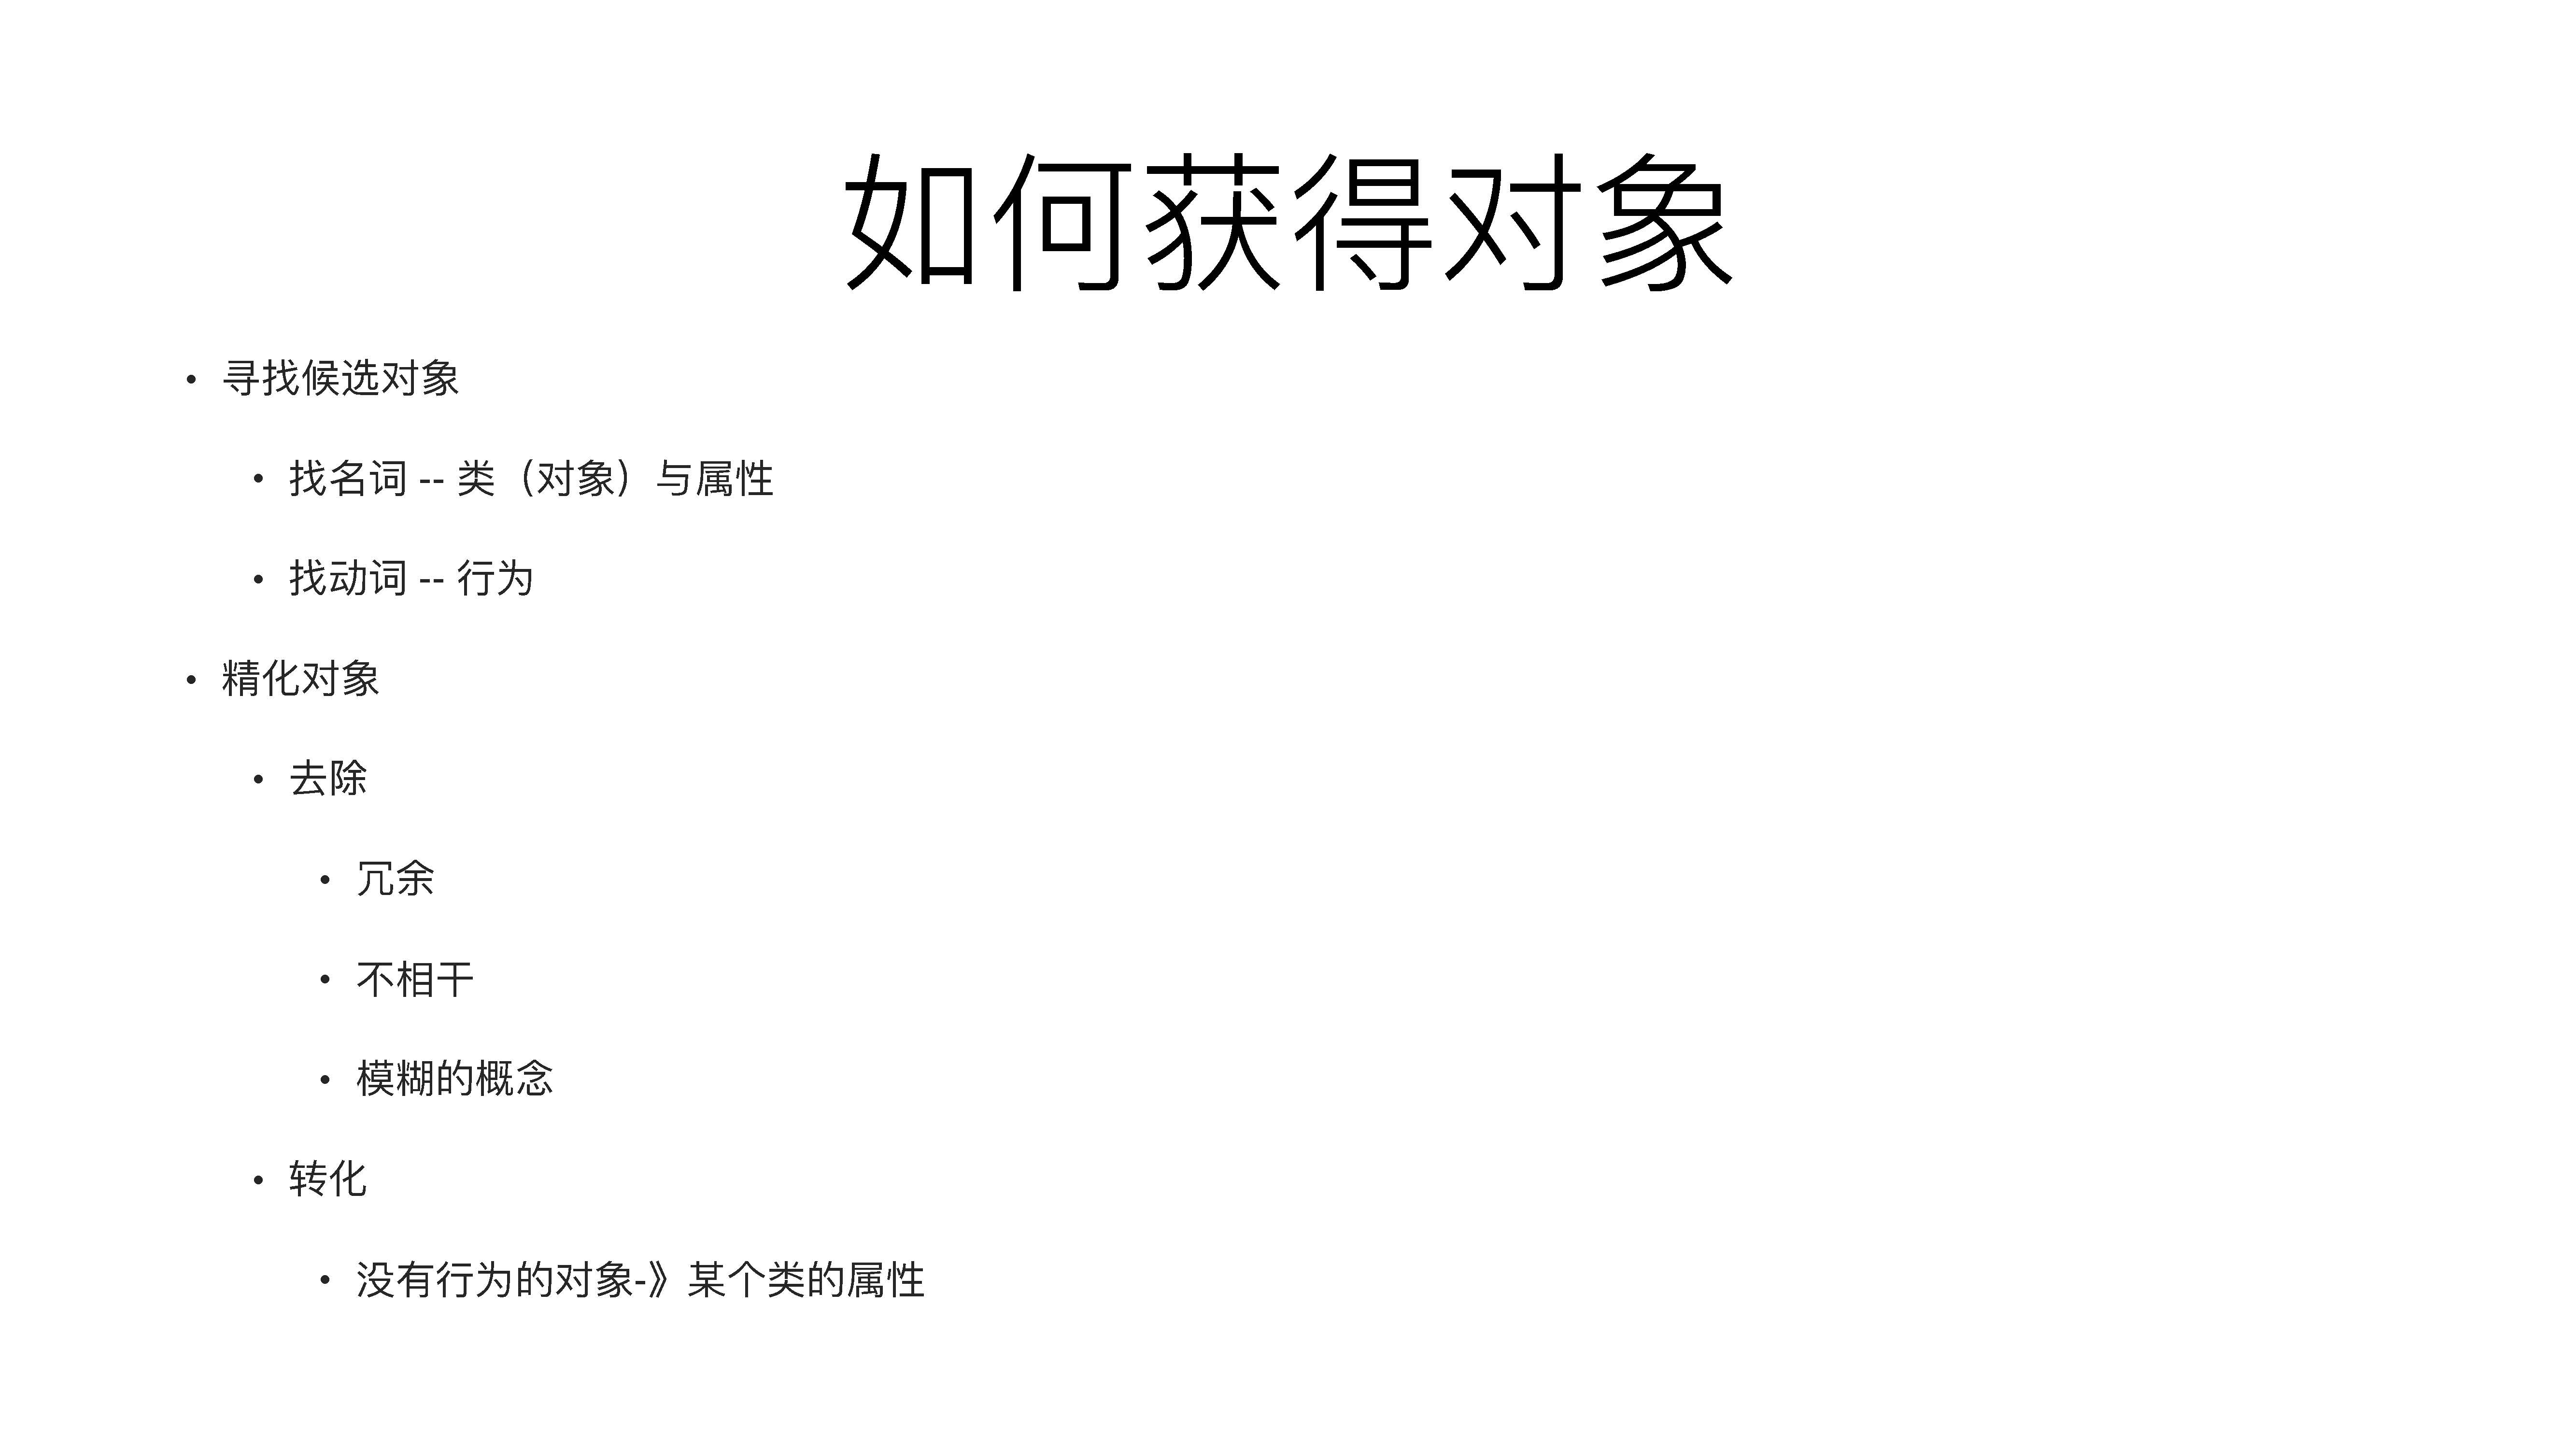 如何获得对象
• 寻找候选对象
• 找名词 -- 类（对象）与属性
• 找动词 -- 行为
• 精化对象
• 去除
• 冗余
• 不相干
• 模糊的概念
• 转化
• 没有行为的对象-》某个类的属性